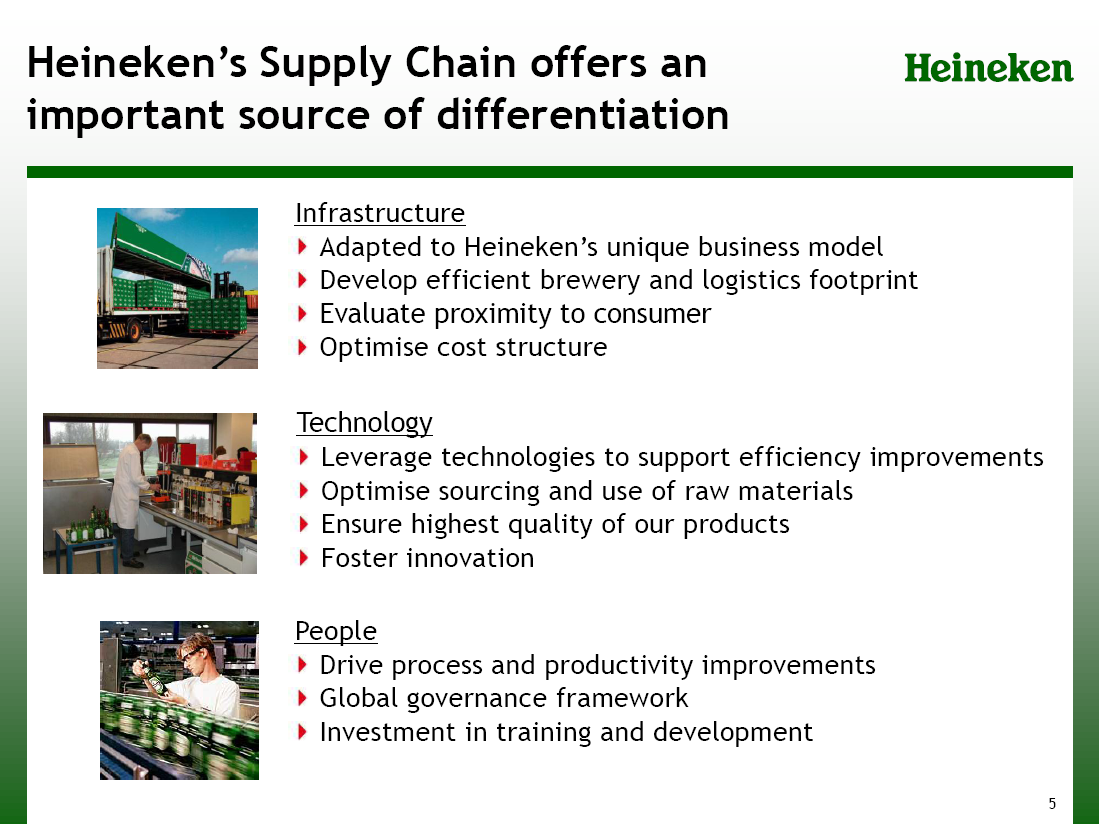 Heineken’s Supply Chain offers an
important source of differentiation
Heineken
Infrastructure
Adapted to Heineken’s unique business model
Develop efficient brewery and logistics footprint
Evaluate proximity to consumer
Optimise cost structure
Technology
Leverage technologies to support efficiency improvements
Optimise sourcing and use of raw materials
Ensure highest quality of our products
Foster innovation
People
Drive process and productivity improvements
Global governance framework
Investment in training and development
5